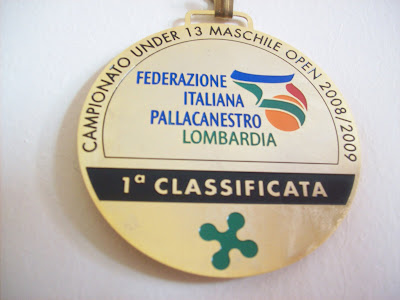 CAMPIONATO UNDER 13 MASCHILE OPEN 2008/2009
FEDERAZIONE
ITALIANA
PALLACANESTRO
LOMBARDIA
1ª CLASSIFICATA